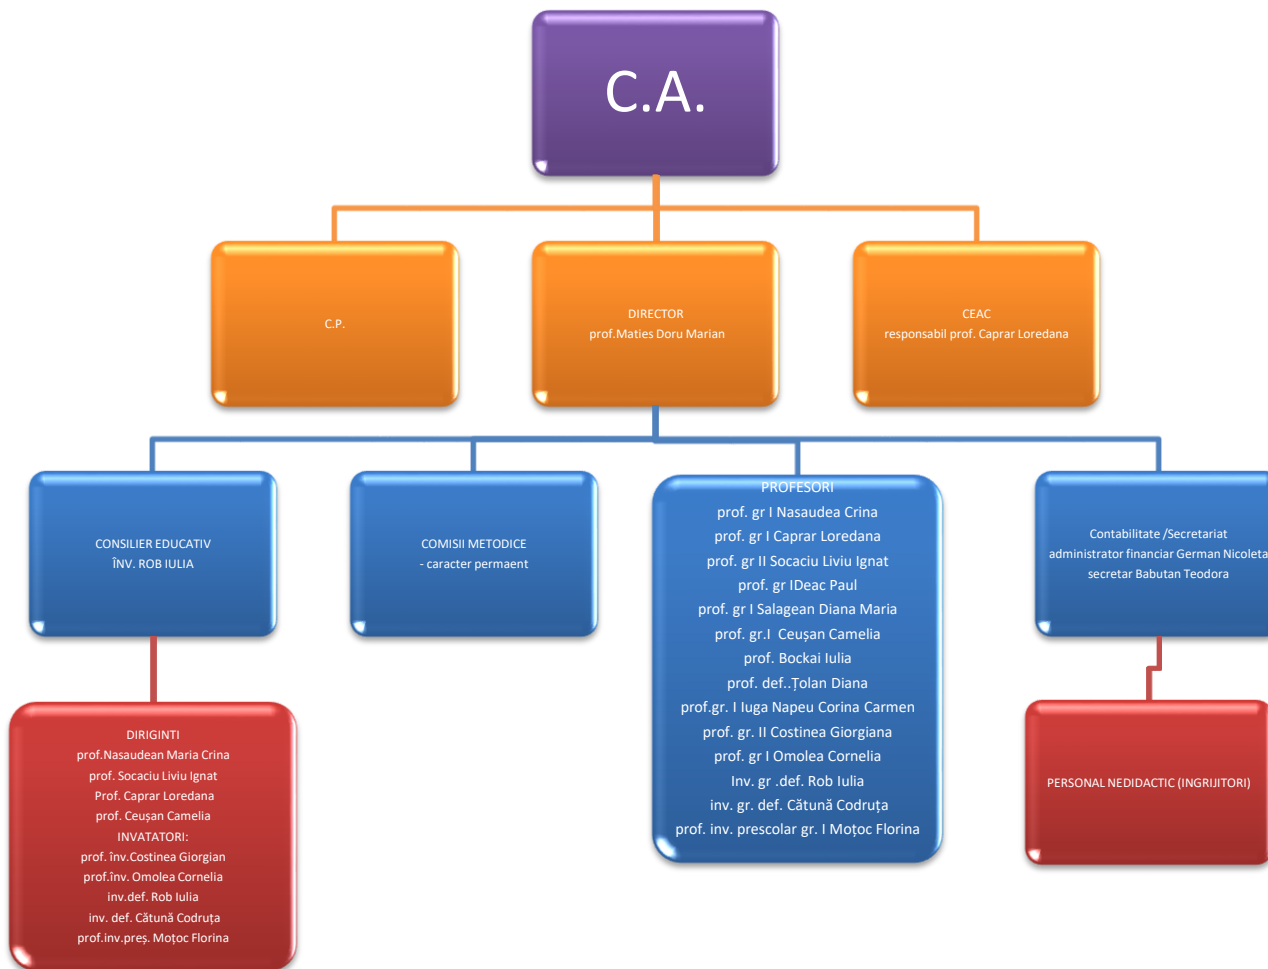 C.A.
C.P.
DIRECTOR
prof.Maties Doru Marian
CEAC
responsabil prof. Caprar Loredana
CONSILIER EDUCATIV
ÎNV. ROB IULIA
COMISII METODICE
- caracter permaent
PROFESORI
prof. gr I Nasaudea Crina
prof. gr I Caprar Loredana
prof. gr II Socaciu Liviu Ignat
prof. gr IDeac Paul
prof. gr I Salagean Diana Maria
prof. gr.I  Ceușan Camelia
prof. Bockai Iulia
prof. def..Țolan Diana
prof.gr. I Iuga Napeu Corina Carmen
prof. gr. II Costinea Giorgiana
prof. gr I Omolea Cornelia
Inv. gr .def. Rob Iulia
inv. gr. def. Cătună Codruța
prof. inv. prescolar gr. I Moțoc Florina
Contabilitate /Secretariat
administrator financiar German Nicoleta
secretar Babutan Teodora
DIRIGINTI
prof.Nasaudean Maria Crina
prof. Socaciu Liviu Ignat
Prof. Caprar Loredana
prof. Ceușan Camelia
INVATATORI:
prof. înv.Costinea Giorgian
prof.înv. Omolea Cornelia
inv.def. Rob Iulia
inv. def. Cătună Codruța
prof.inv.preș. Moțoc Florina
PERSONAL NEDIDACTIC (INGRIJITORI)